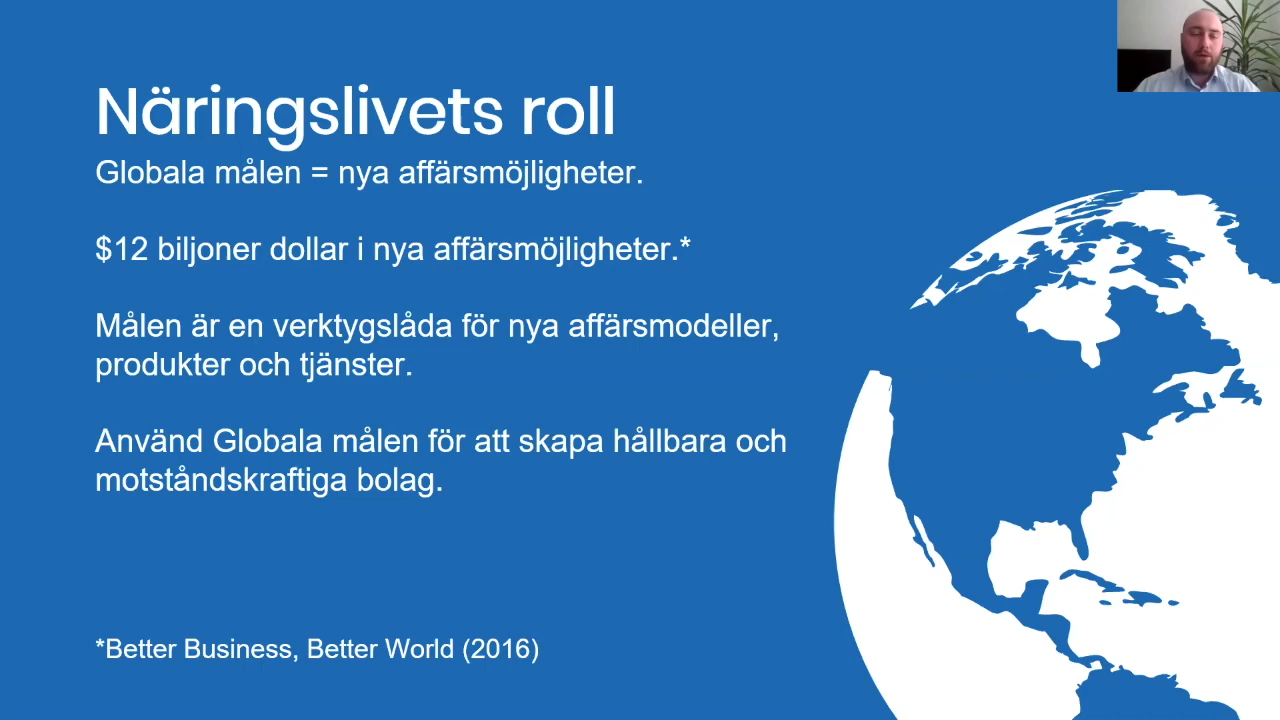 Näringslivets roll
Globala målen = nya affärsmöjligheter.
$12 biljoner dollar i nya affärsmöjligheter.*
Målen är en verktygslåda för nya affärsmodeller,
produkter och tjänster.
Använd Globala målen för att skapa hållbara och
motståndskraftiga bolag.
*Better Business, Better World (2016)